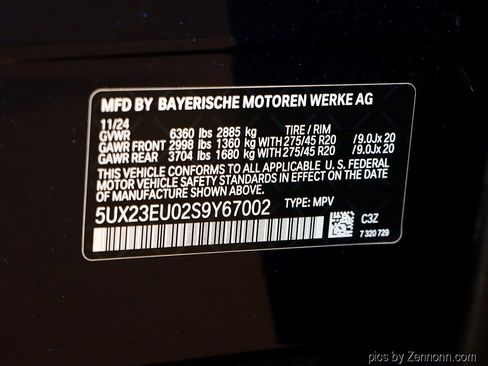 MFD BY BAYERISCHE MOTOREN WERKE AG
11/24
GVWR 6360 lbs 2885 kg TIRE / RIM
GAWR FRONT 2998 lbs 1360 kg WITH 275/45 R20 /9.0Jx 20
GAWR REAR 3704 lbs 1680 kg WITH 275/45 R20 /9.0Jx 20
THIS VEHICLE CONFORMS TO ALL APPLICABLE U. S. FEDERAL
MOTOR VEHICLE SAFETY STANDARDS IN EFFECT ON THE
DATE OF MANUFACTURE SHOWN ABOVE.
5UX23EU02S9Y67002 TYPE: MPV
C3Z
7 320 729
pics by Zennonn.com